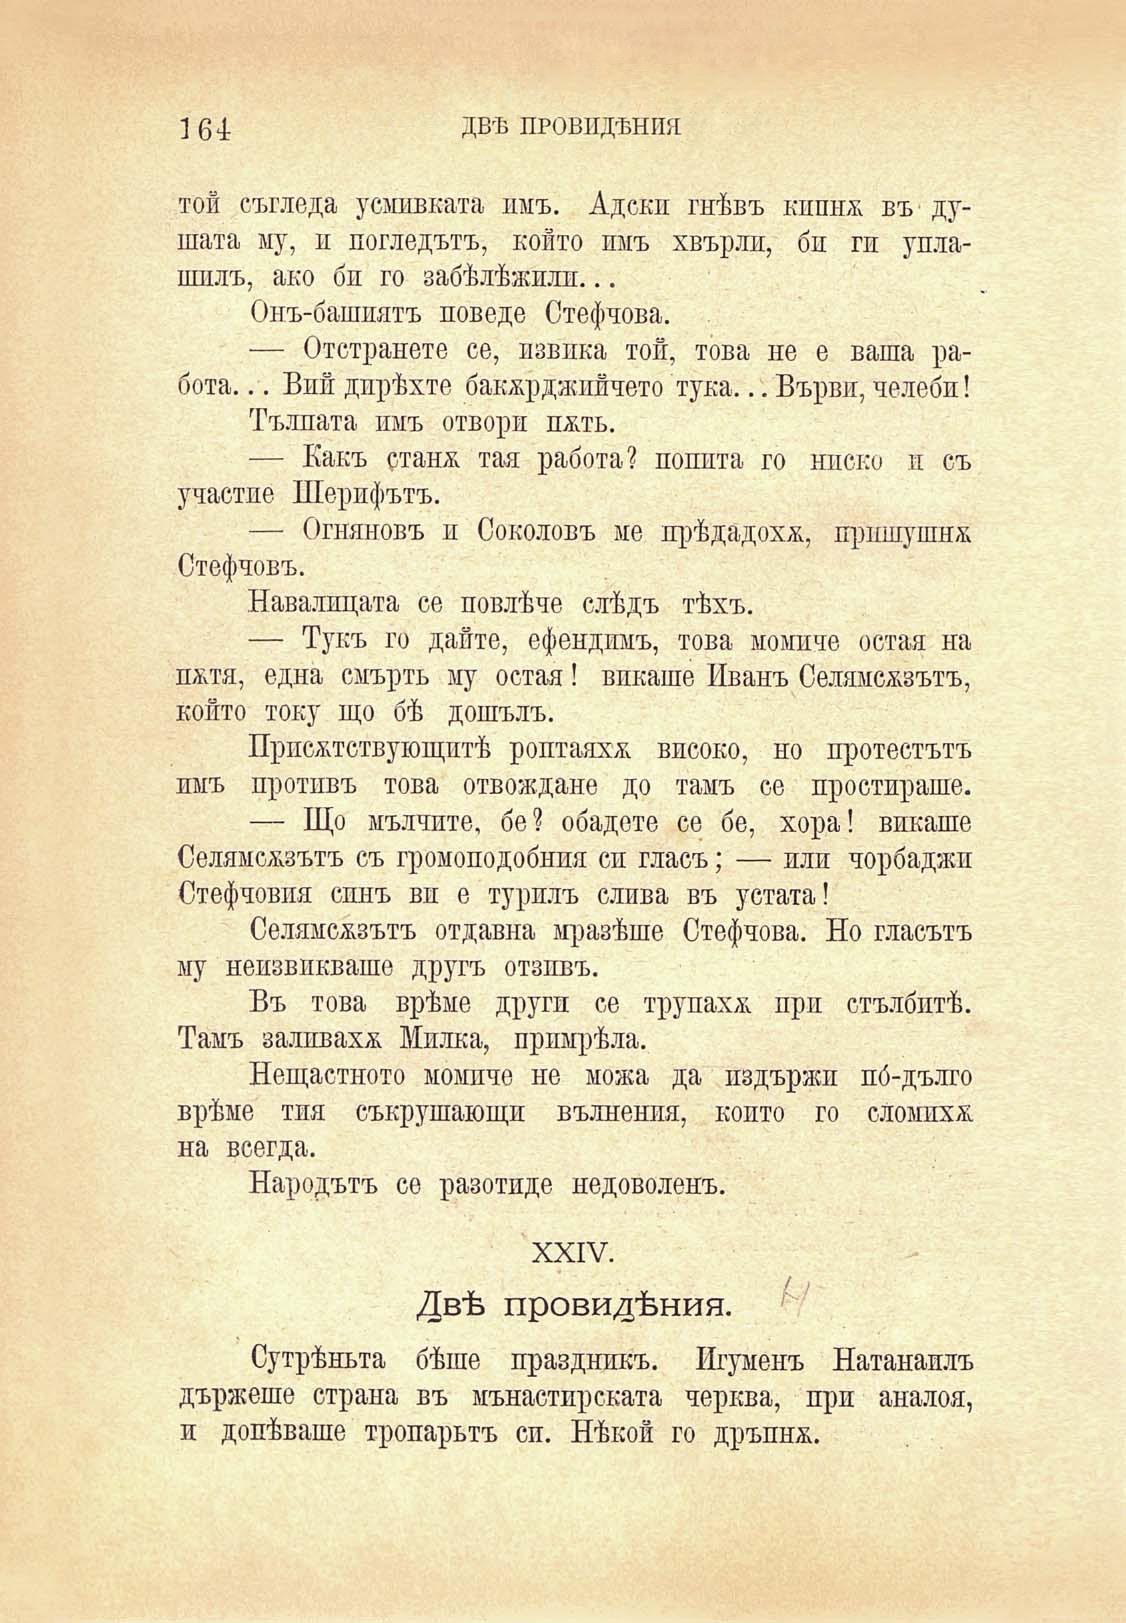 164
ДВѢ ПРОВИДѢНИЯ
той съгледа усмивката имъ. Адски гнѣвъ кипнѫ въ ду-
шата му, и погледътъ, който имъ хвърли, би ги упла-
шилъ, ако би го забѣлѣжили...
Онъ-башиятъ поведе Стефчова.
— Отстранете се, извика той, това не е ваша ра-
бота... Вий дирѣхте бакѫрджийчето тука... Върви, челеби!
Тълпата имъ отвори пѫть.
— Какъ станѫ тая работа? попита го ниско и съ
участие Шерифътъ.
— Огняновъ и Соколовъ ме прѣдадохѫ, пришушнѫ
Стефчовъ.
Навалицата се повлѣче слѣдъ тѣхъ.
— Тукъ го дайте, ефендимъ, това момиче остая на
пѫтя, една смърть му остая! викаше Иванъ Селямсѫзътъ,
който току що бѣ дошълъ.
Присѫтствующитѣ роптаяхѫ високо, но протестътъ
имъ противъ това отвождане до тамъ се простираше.
— Що мълчите, бе? обадете се бе, хора! викаше
Селямсѫзътъ съ громоподобния си гласъ; — или чорбаджи
Стефчовия синъ ви е турилъ слива въ устата!
Селямсѫзътъ отдавна мразѣше Стефчова. Но гласътъ
му неизвикваше другъ отзивъ.
Въ това врѣме други се трупахѫ при стълбитѣ.
Тамъ заливахѫ Милка, примрѣла.
Нещастното момиче не можа да издържи по́-дълго
врѣме тия съкрушающи вълнения, които го сломихѫ
на всегда.
Народътъ се разотиде недоволенъ.
XXIV.
Двѣ провидѣния.
Сутрѣньта бѣше праздникъ. Игуменъ Натанаилъ
държеше страна въ мънастирската черква, при аналоя,
и допѣваше тропарьтъ си. Нѣкой го дръпнѫ.